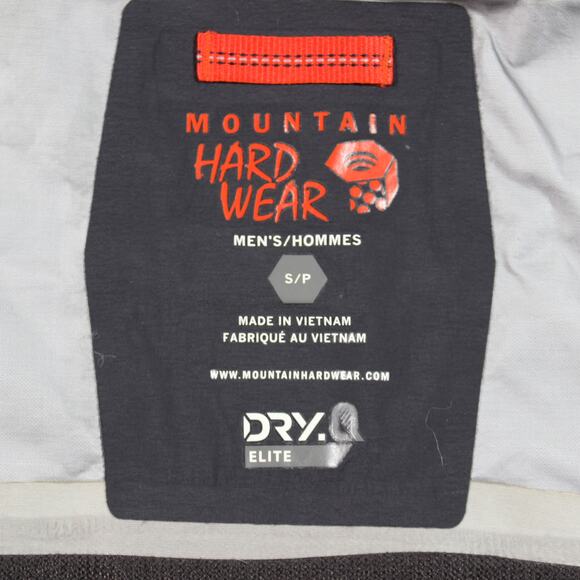 MOUNTAIN
HARD
WEAR
MEN'S/HOMMES
S/P
MADE IN VIETNAM
FABRIQUÉ AU VIETNAM
WWW.MOUNTAINHARDWEAR.COM
DRY.Q
ELITE